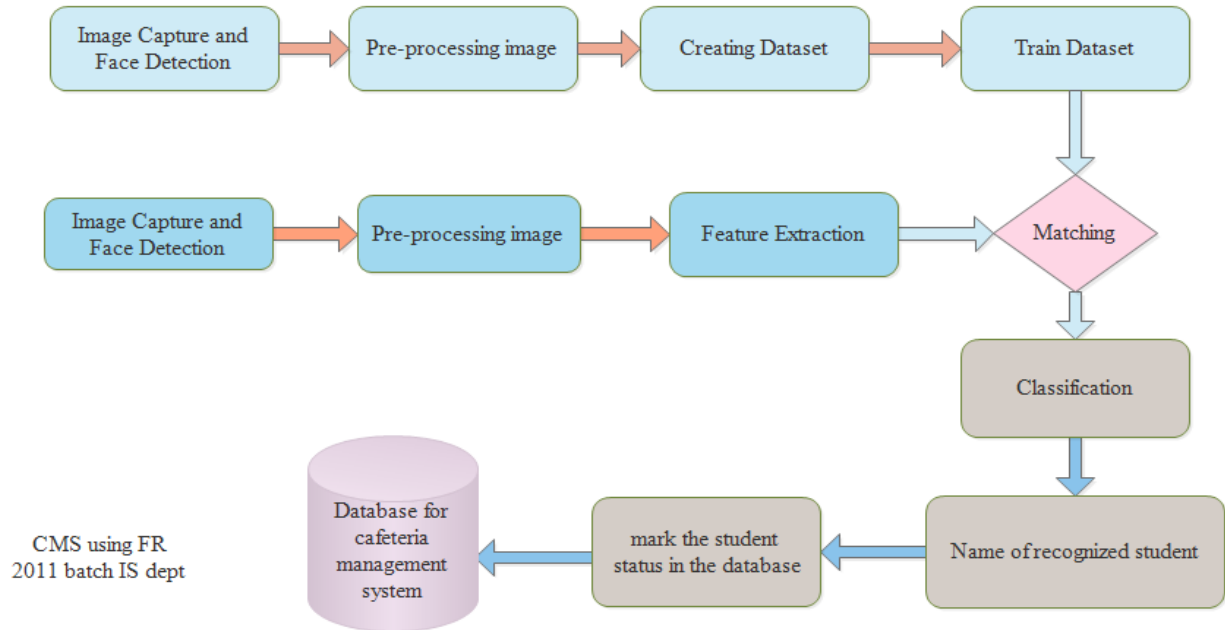 Image Capture and
Face Detection
Pre-processing image
Creating Dataset
Train Dataset
Image Capture and
Face Detection
Pre-processing image
Feature Extraction
Matching
Classification
Name of recognized student
mark the student
status in the database
Database for
cafeteria
management
system
CMS using FR
2011 batch IS dept